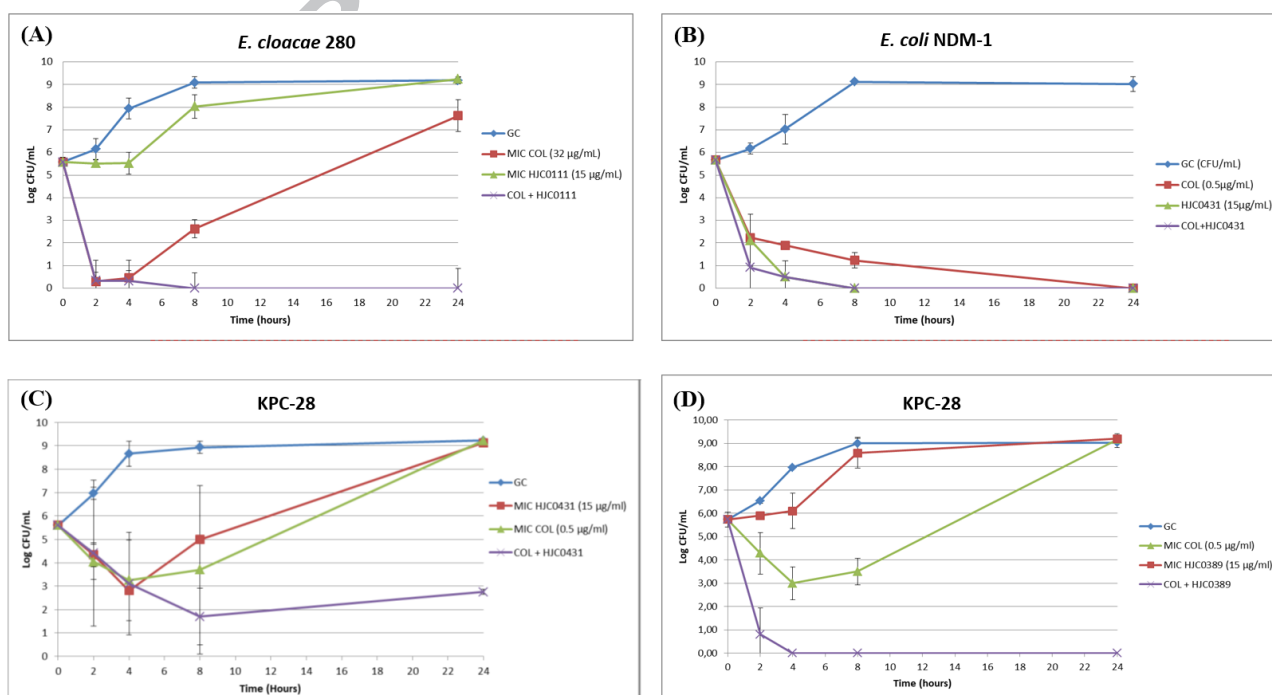 (A)
E. cloacae 280
10
9
8
7
6
5
4
3
2
1
0
Log CFU/mL
0 2 4 6 8 10 12 14 16 18 20 22 24
Time (hours)
GC
MIC COL (32 µg/mL)
MIC HJC0111 (15 µg/mL)
COL + HJC0111
(B)
E. coli NDM-1
10
9
8
7
6
5
4
3
2
1
0
Log CFU/mL
0 2 4 6 8 10 12 14 16 18 20 22 24
Time (hours)
GC (CFU/mL)
COL (0.5µg/mL)
HJC0431 (15µg/mL)
COL+HJC0431
(C)
KPC-28
10
9
8
7
6
5
4
3
2
1
0
Log CFU/mL
0 2 4 6 8 10 12 14 16 18 20 22 24
Time (Hours)
GC
MIC HJC0431 (15 µg/ml)
MIC COL (0.5 µg/ml)
COL + HJC0431
(D)
KPC-28
10,00
9,00
8,00
7,00
6,00
5,00
4,00
3,00
2,00
1,00
0,00
Log CFU/mL
0 2 4 6 8 10 12 14 16 18 20 22 24
Time (Hours)
GC
MIC COL (0.5 µg/ml)
MIC HJC0389 (15 µg/ml)
COL + HJC0389